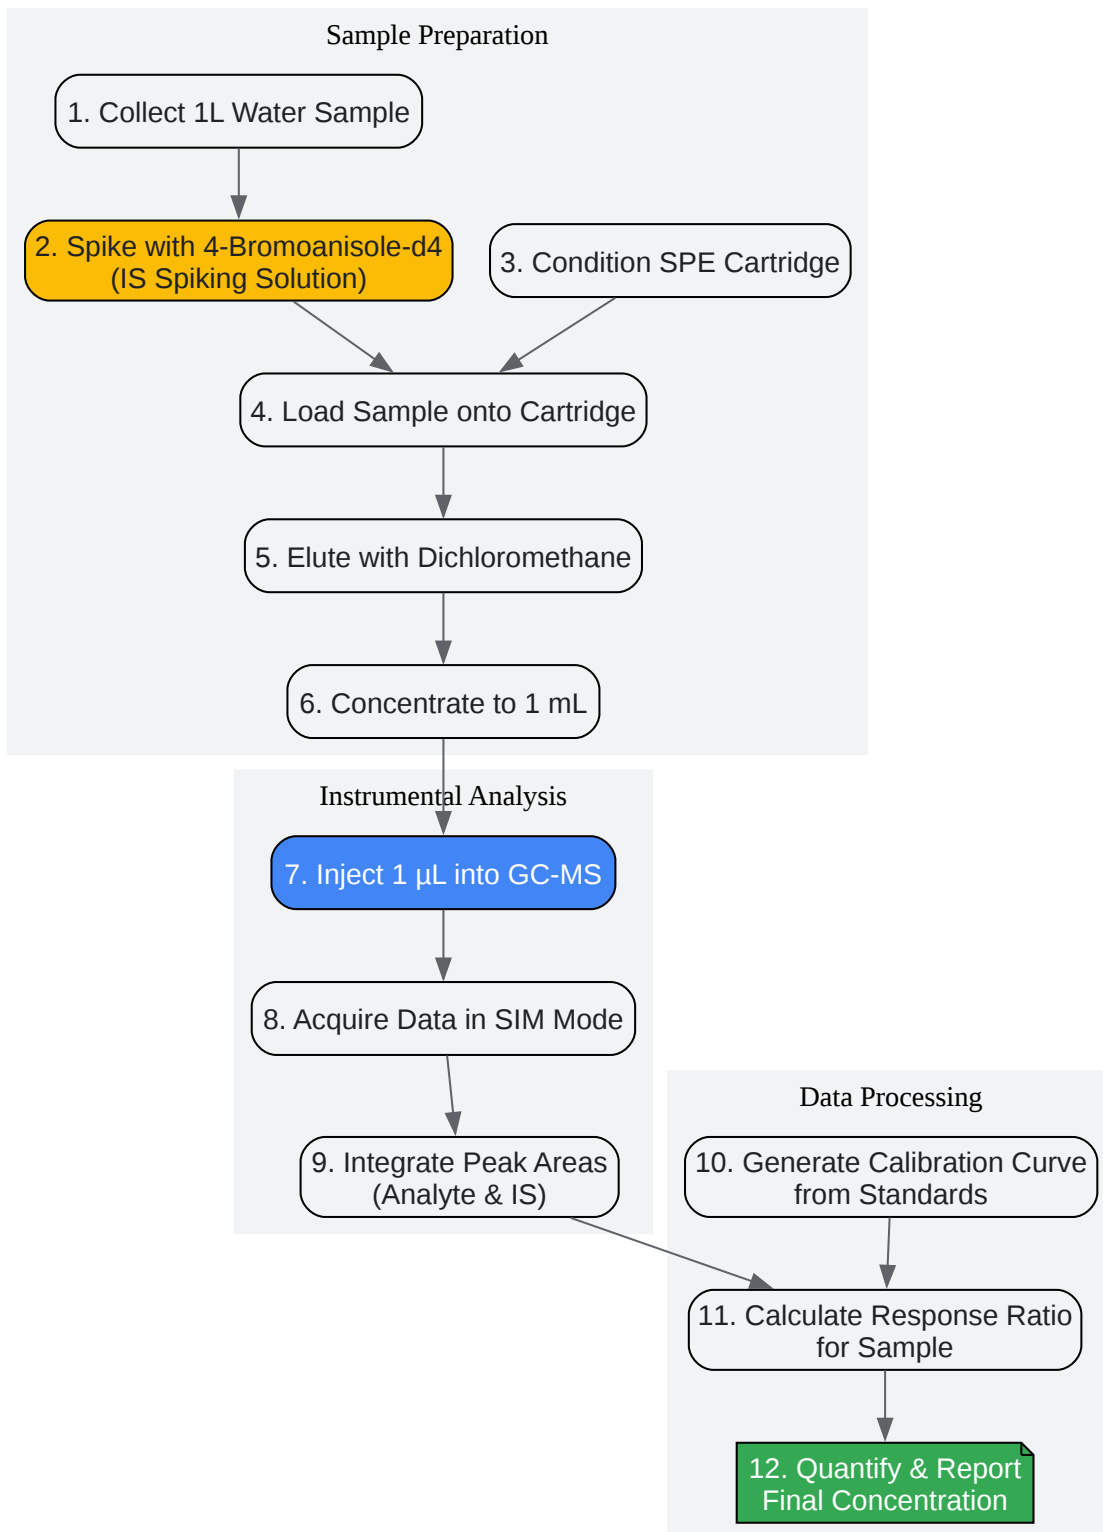 Sample Preparation
1. Collect 1L Water Sample
2. Spike with 4-Bromoanisole-d4
(IS Spiking Solution)
3. Condition SPE Cartridge
4. Load Sample onto Cartridge
5. Elute with Dichloromethane
6. Concentrate to 1 mL
Instrumental Analysis
7. Inject 1 µL into GC-MS
8. Acquire Data in SIM Mode
9. Integrate Peak Areas
(Analyte & IS)
Data Processing
10. Generate Calibration Curve
from Standards
11. Calculate Response Ratio
for Sample
12. Quantify & Report
Final Concentration